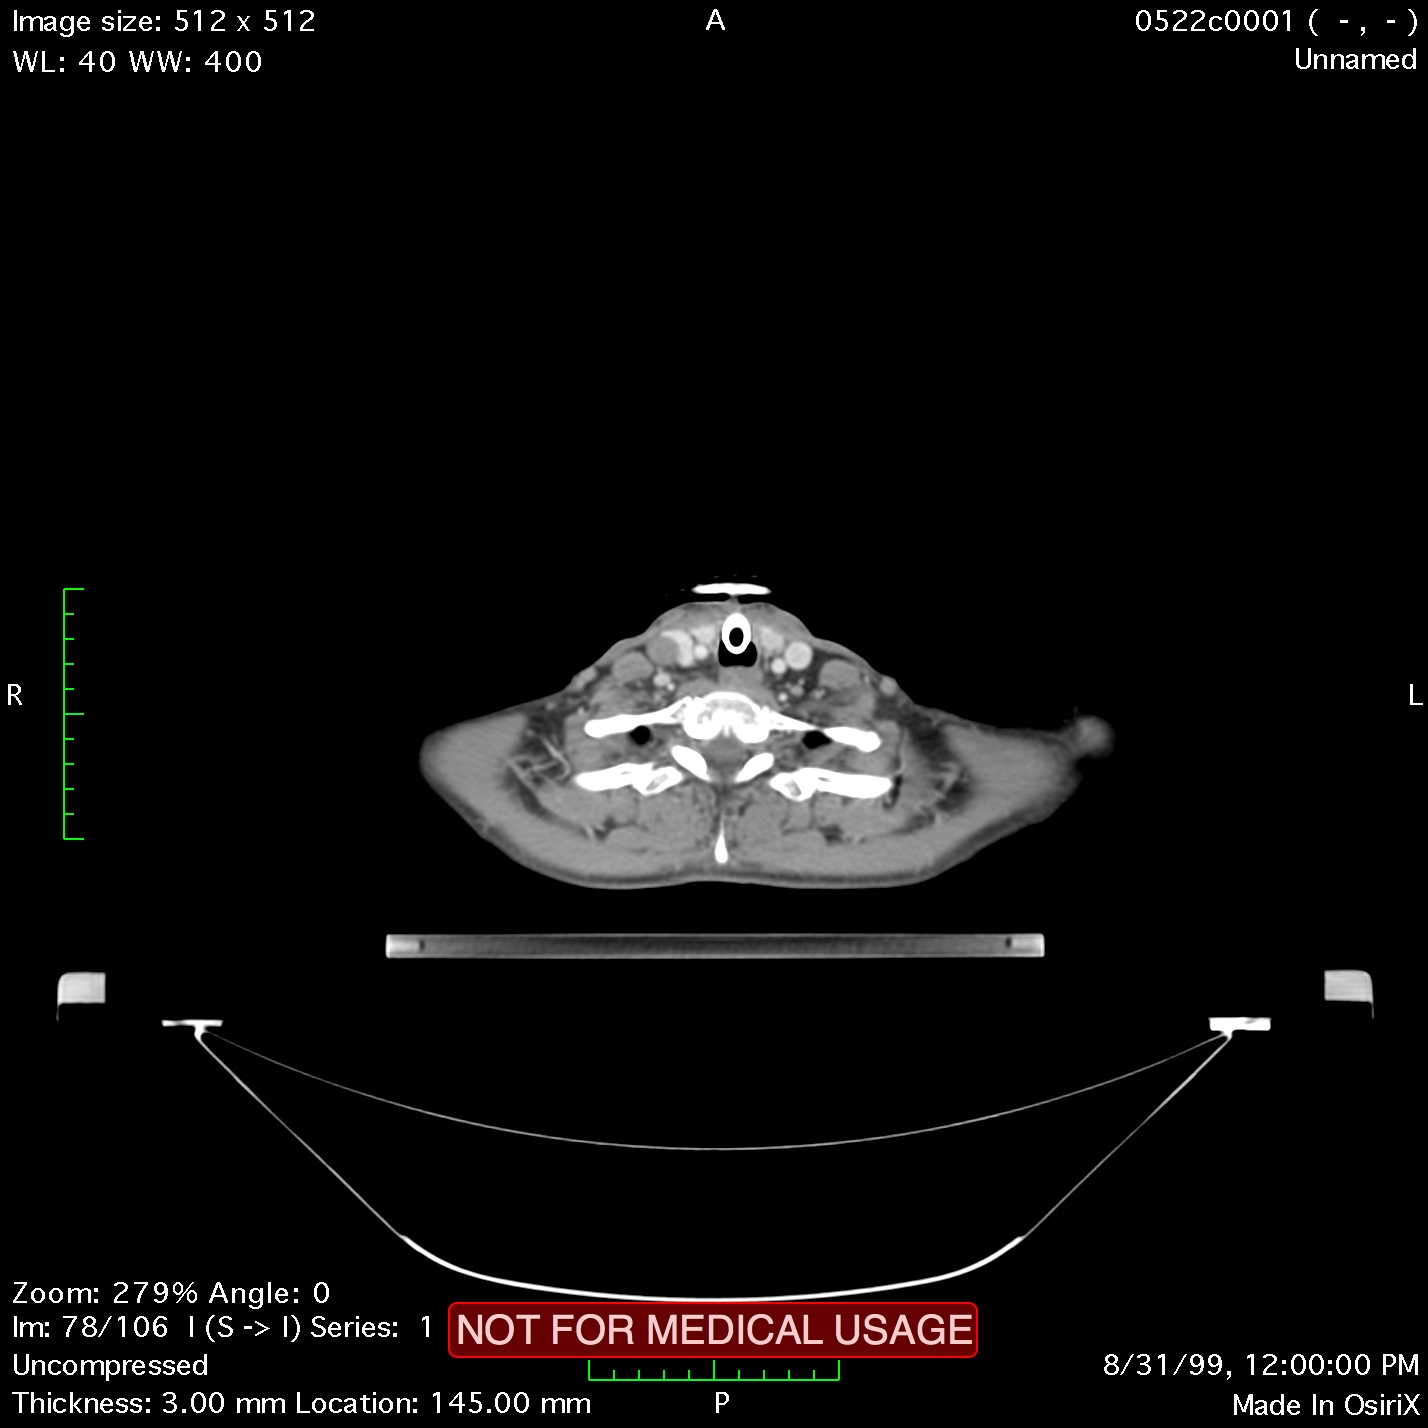 Image size: 512 x 512
WL: 40 WW: 400
A
0522c0001 ( - , - )
Unnamed
R
L
Zoom: 279% Angle: 0
Im: 78/106 I (S -> I) Series: 1
Uncompressed
Thickness: 3.00 mm Location: 145.00 mm
NOT FOR MEDICAL USAGE
P
8/31/99, 12:00:00 PM
Made In OsiriX